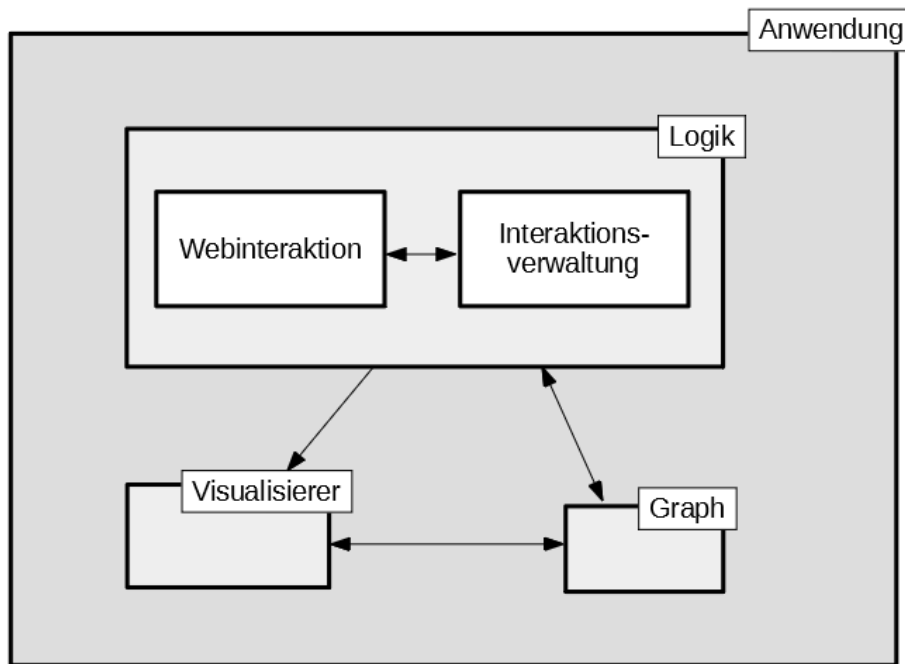 Anwendung
Logik
Webinteraktion
Interaktions-
verwaltung
Visualisierer
Graph